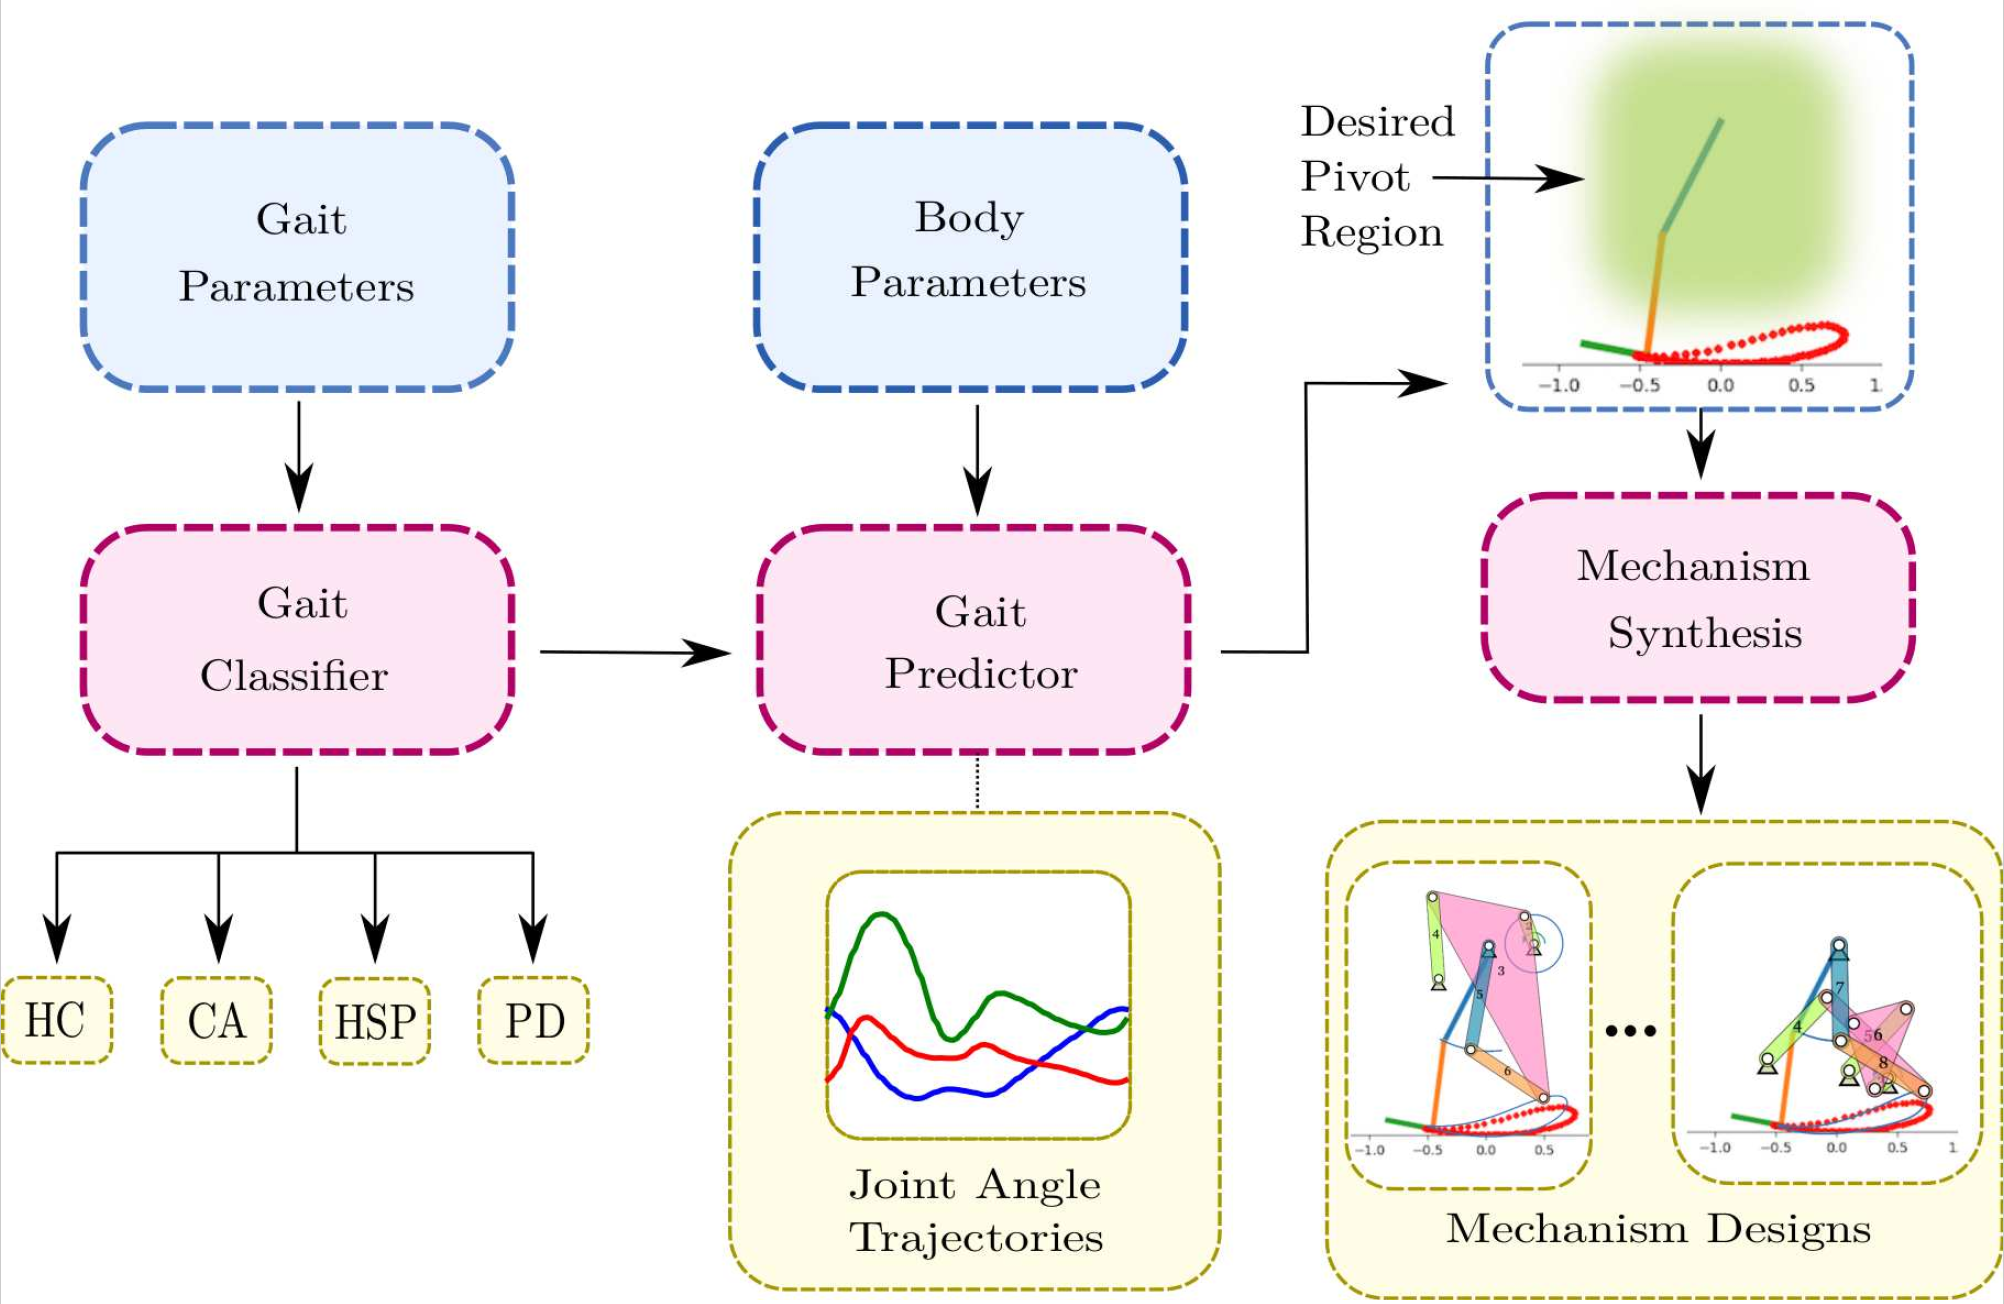 Gait
Parameters
Body
Parameters
Desired
Pivot
Region
−1.0 −0.5 0.0 0.5 1.
Gait
Classifier
Gait
Predictor
Mechanism
Synthesis
HC CA HSP PD
Joint Angle
Trajectories
4
3
5
6
−1.0 −0.5 0.0 0.5
7
4
56
8
−1.0 −0.5 0.0 0.5 1
Mechanism Designs